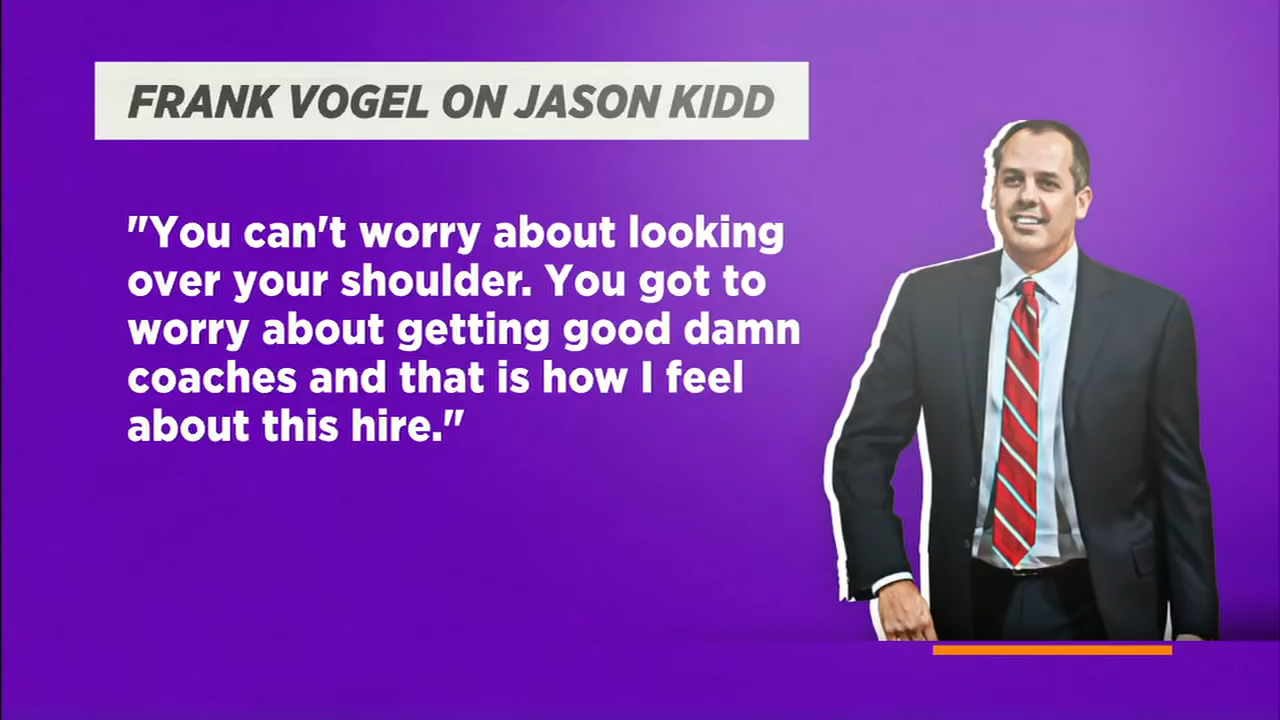 FRANK VOGEL ON JASON KIDD
"You can't worry about looking
over your shoulder. You got to
worry about getting good damn
coaches and that is how I feel
about this hire."